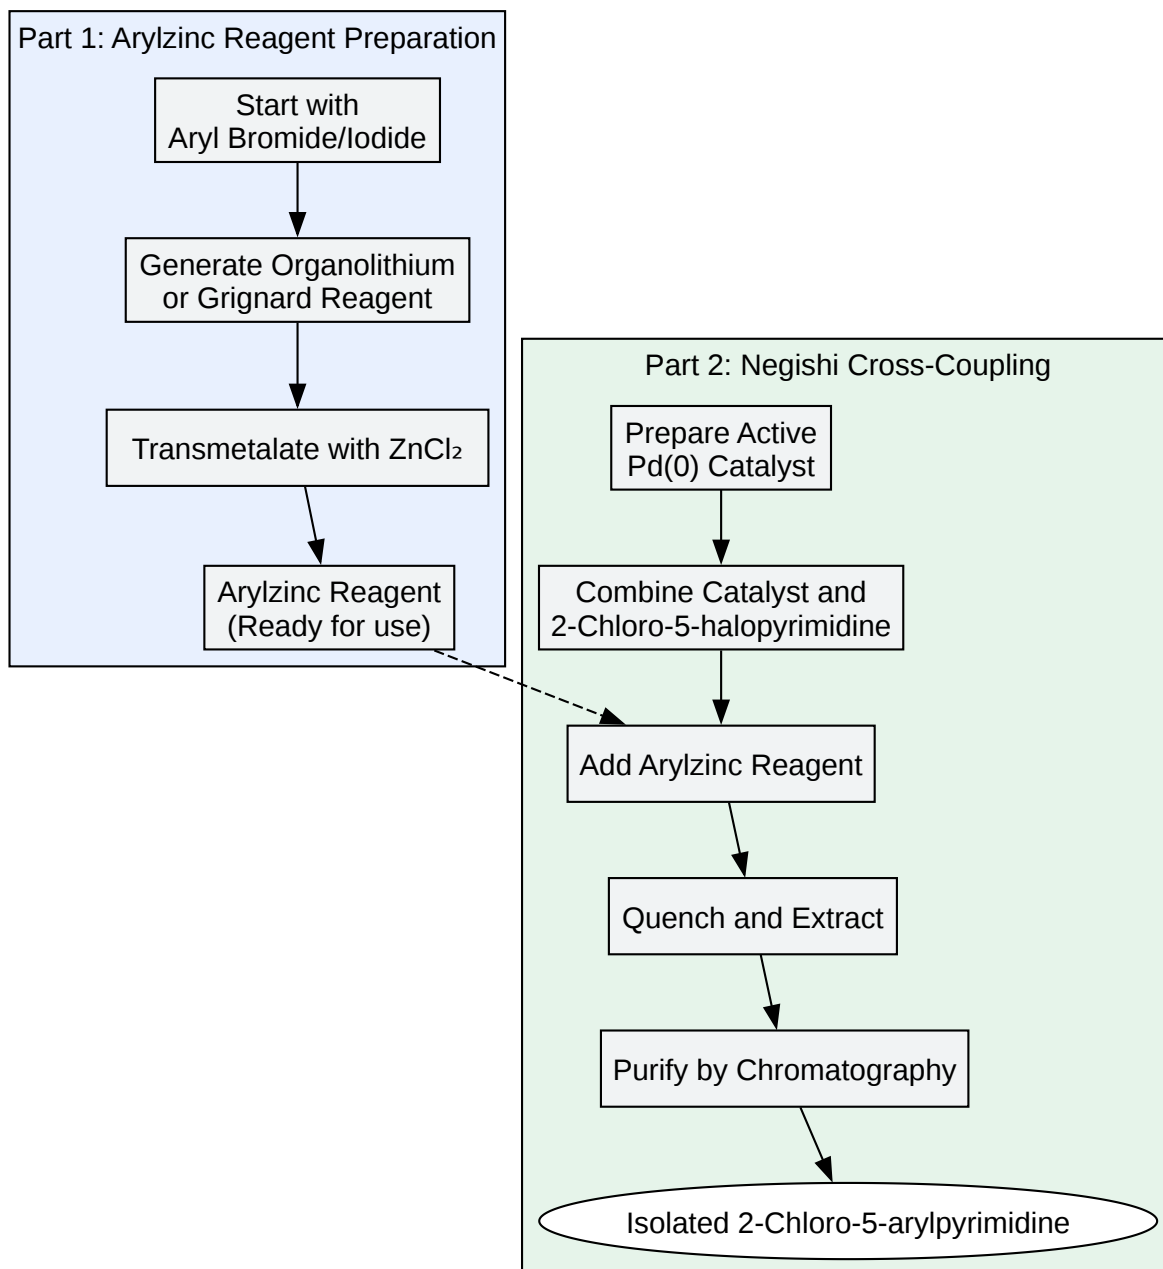 Part 1: Arylzinc Reagent Preparation
Start with
Aryl Bromide/Iodide
Generate Organolithium
or Grignard Reagent
Transmetalate with ZnCl₂
Arylzinc Reagent
(Ready for use)
Part 2: Negishi Cross-Coupling
Prepare Active
Pd(0) Catalyst
Combine Catalyst and
2-Chloro-5-halopyrimidine
Add Arylzinc Reagent
Quench and Extract
Purify by Chromatography
Isolated 2-Chloro-5-arylpyrimidine